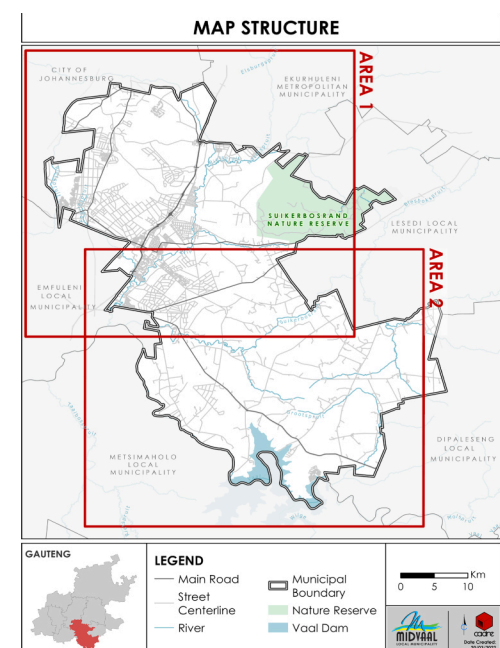 MAP STRUCTURE
CITY OF
JOHANNESBURG
EKURHULENI
METROPOLITAN
MUNICIPALITY
AREA 1
SUIKERBOSRAND
NATURE RESERVE
LESEDI LOCAL
MUNICIPALITY
AREA 2
EMFULENI
LOCAL
MUNICIPALITY
METSIMAHOLO
LOCAL
MUNICIPALITY
DIPALESENG
LOCAL
MUNICIPALITY
GAUTENG
LEGEND
Main Road
Street
Centerline
River
Municipal
Boundary
Nature Reserve
Vaal Dam
Km
0 5 10
MIDVAAL
LOCAL MUNICIPALITY
Date Created: